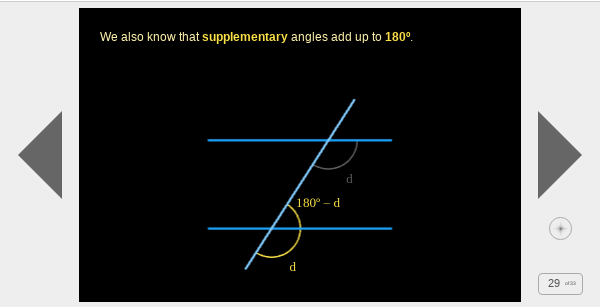 We also know that supplementary angles add up to 180º.
d
180º – d
d
29 of 33